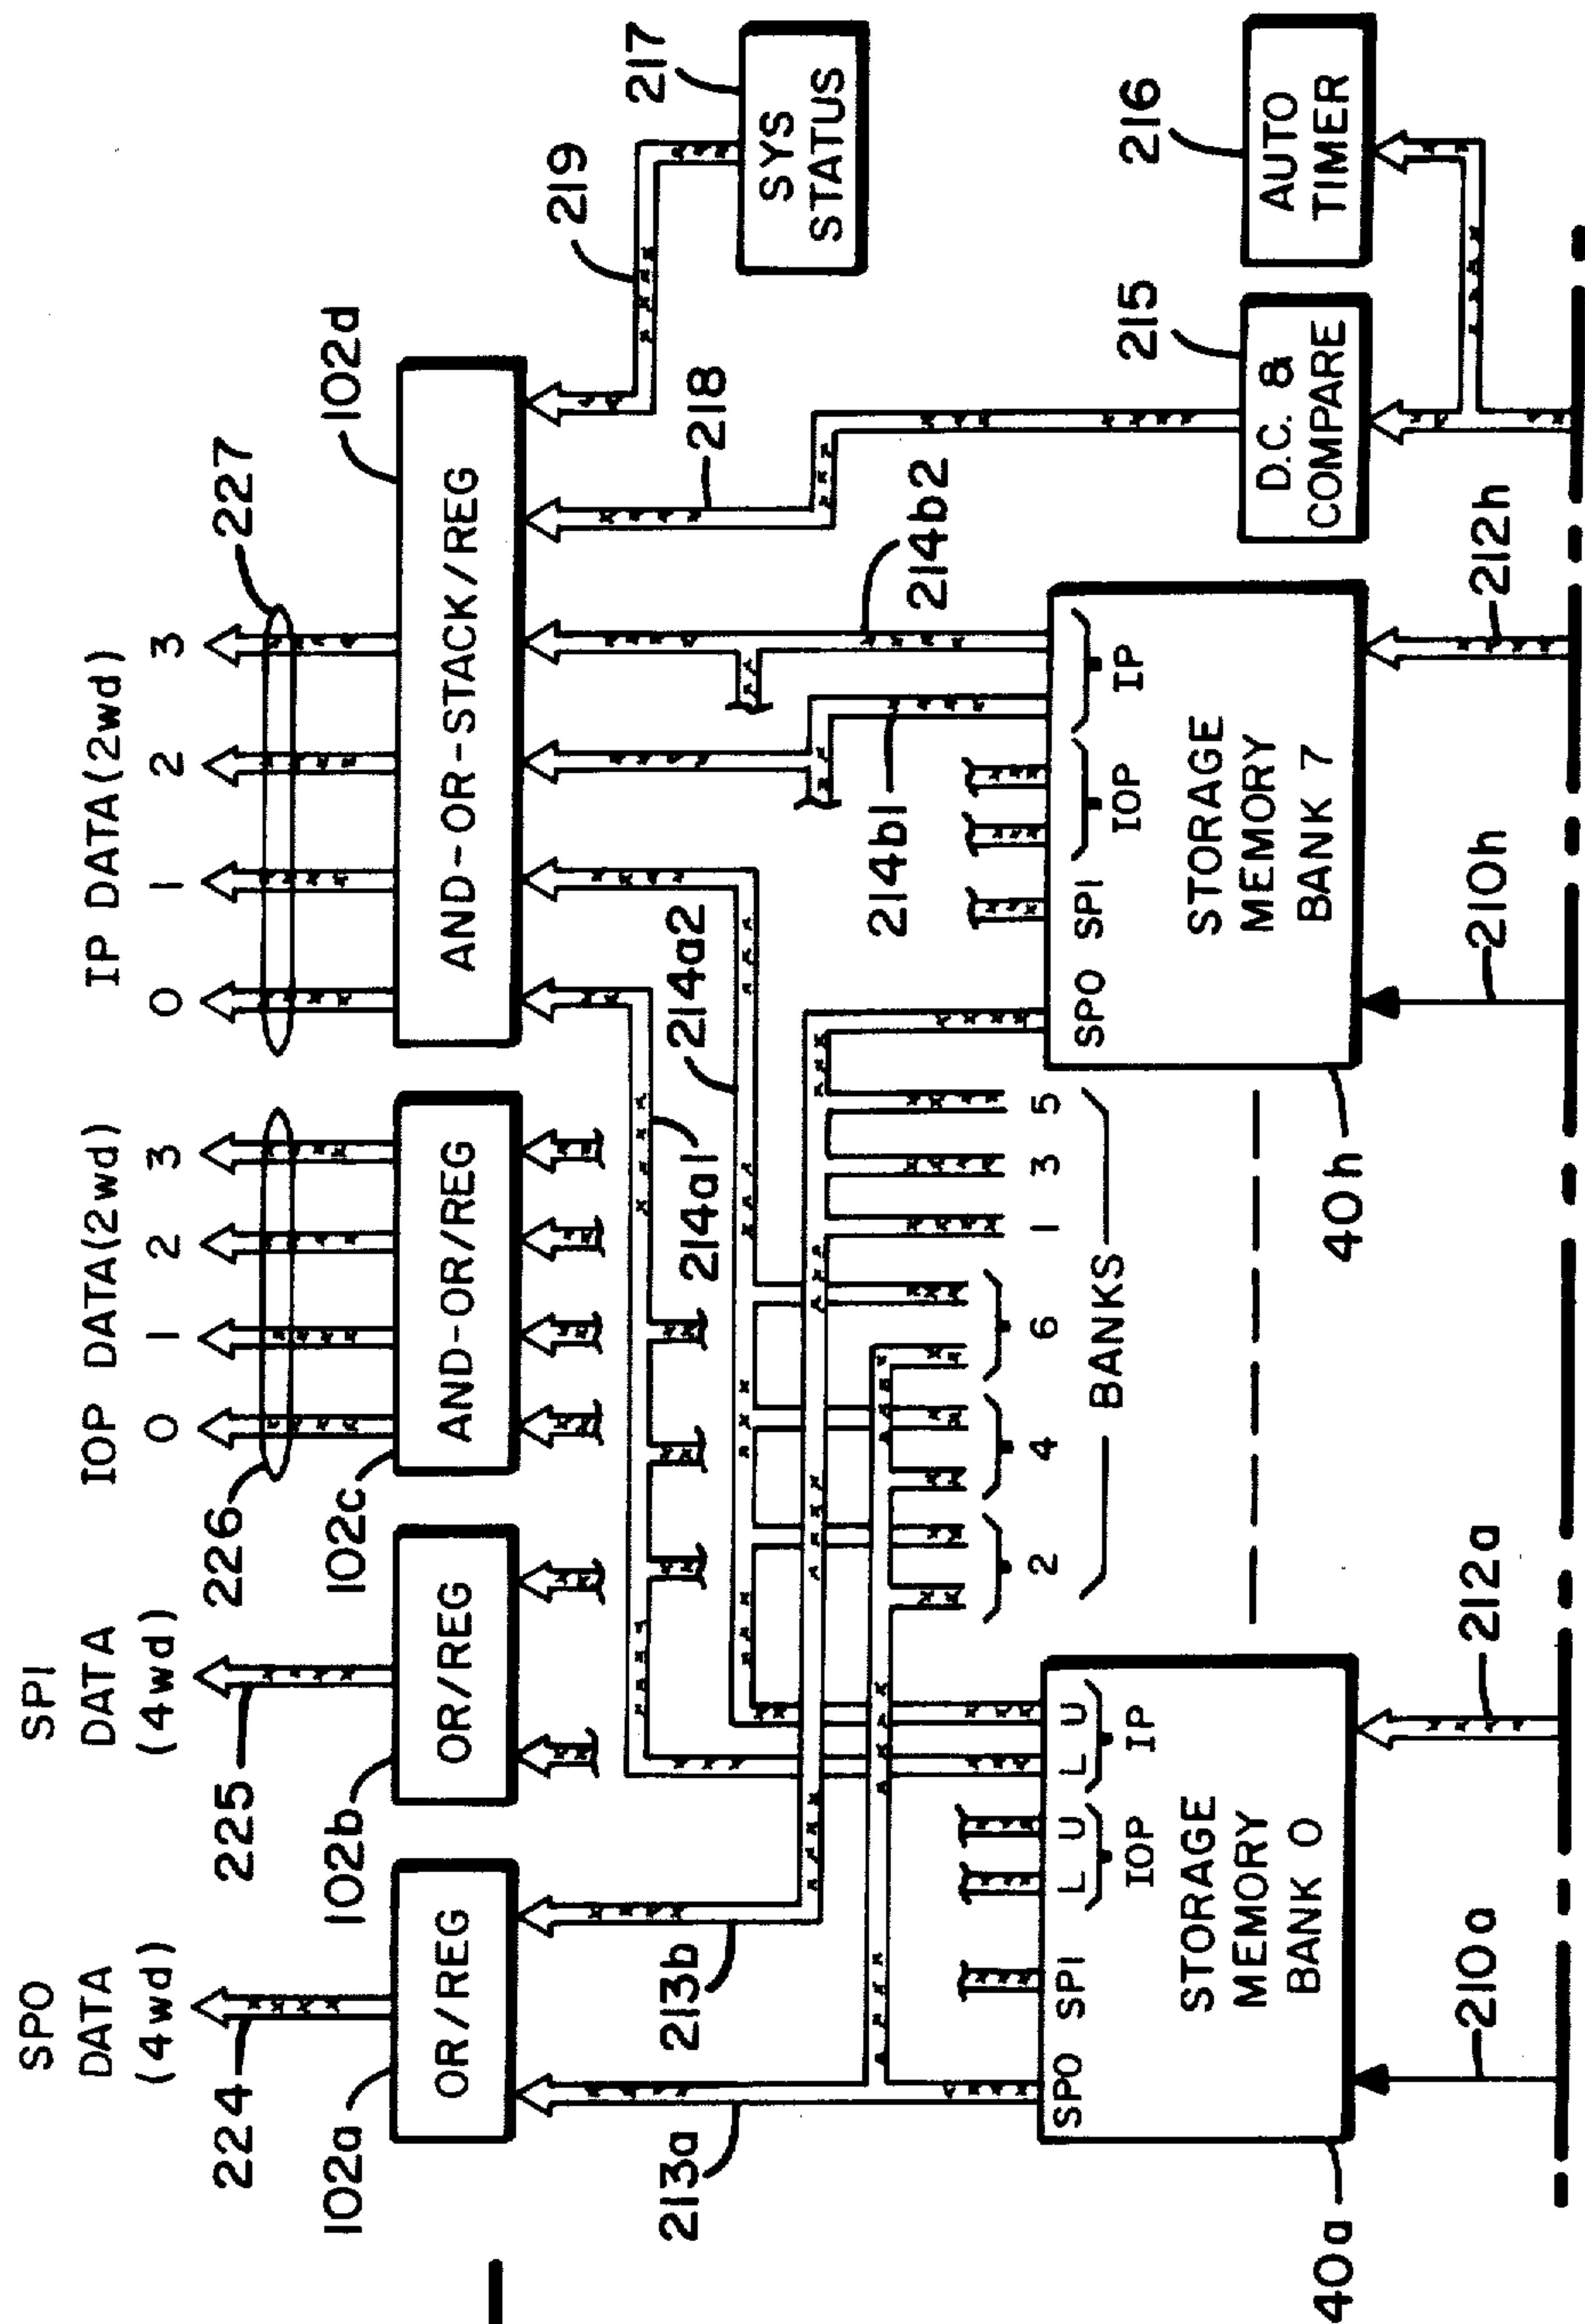 SPO
DATA
(4wd)
SPI
DATA
(4wd)
IOP DATA(2wd)
0 1 2 3
IP DATA(2wd)
0 1 2 3
224
225
226
227
102a
OR/REG
102b
OR/REG
102c
AND-OR/REG
102d
AND-OR-STACK/REG
213a
213b
214a1
214a2
214b1
214b2
218
219
217
SYS
STATUS
SPO SPI
L U
IOP
L U
IP
STORAGE
MEMORY
BANK 0
40a
210a
212a
2 4 6 1 3 5
BANKS
SPO SPI
IOP
IP
STORAGE
MEMORY
BANK 7
40h
210h
212h
215
D.C. &
COMPARE
216
AUTO
TIMER